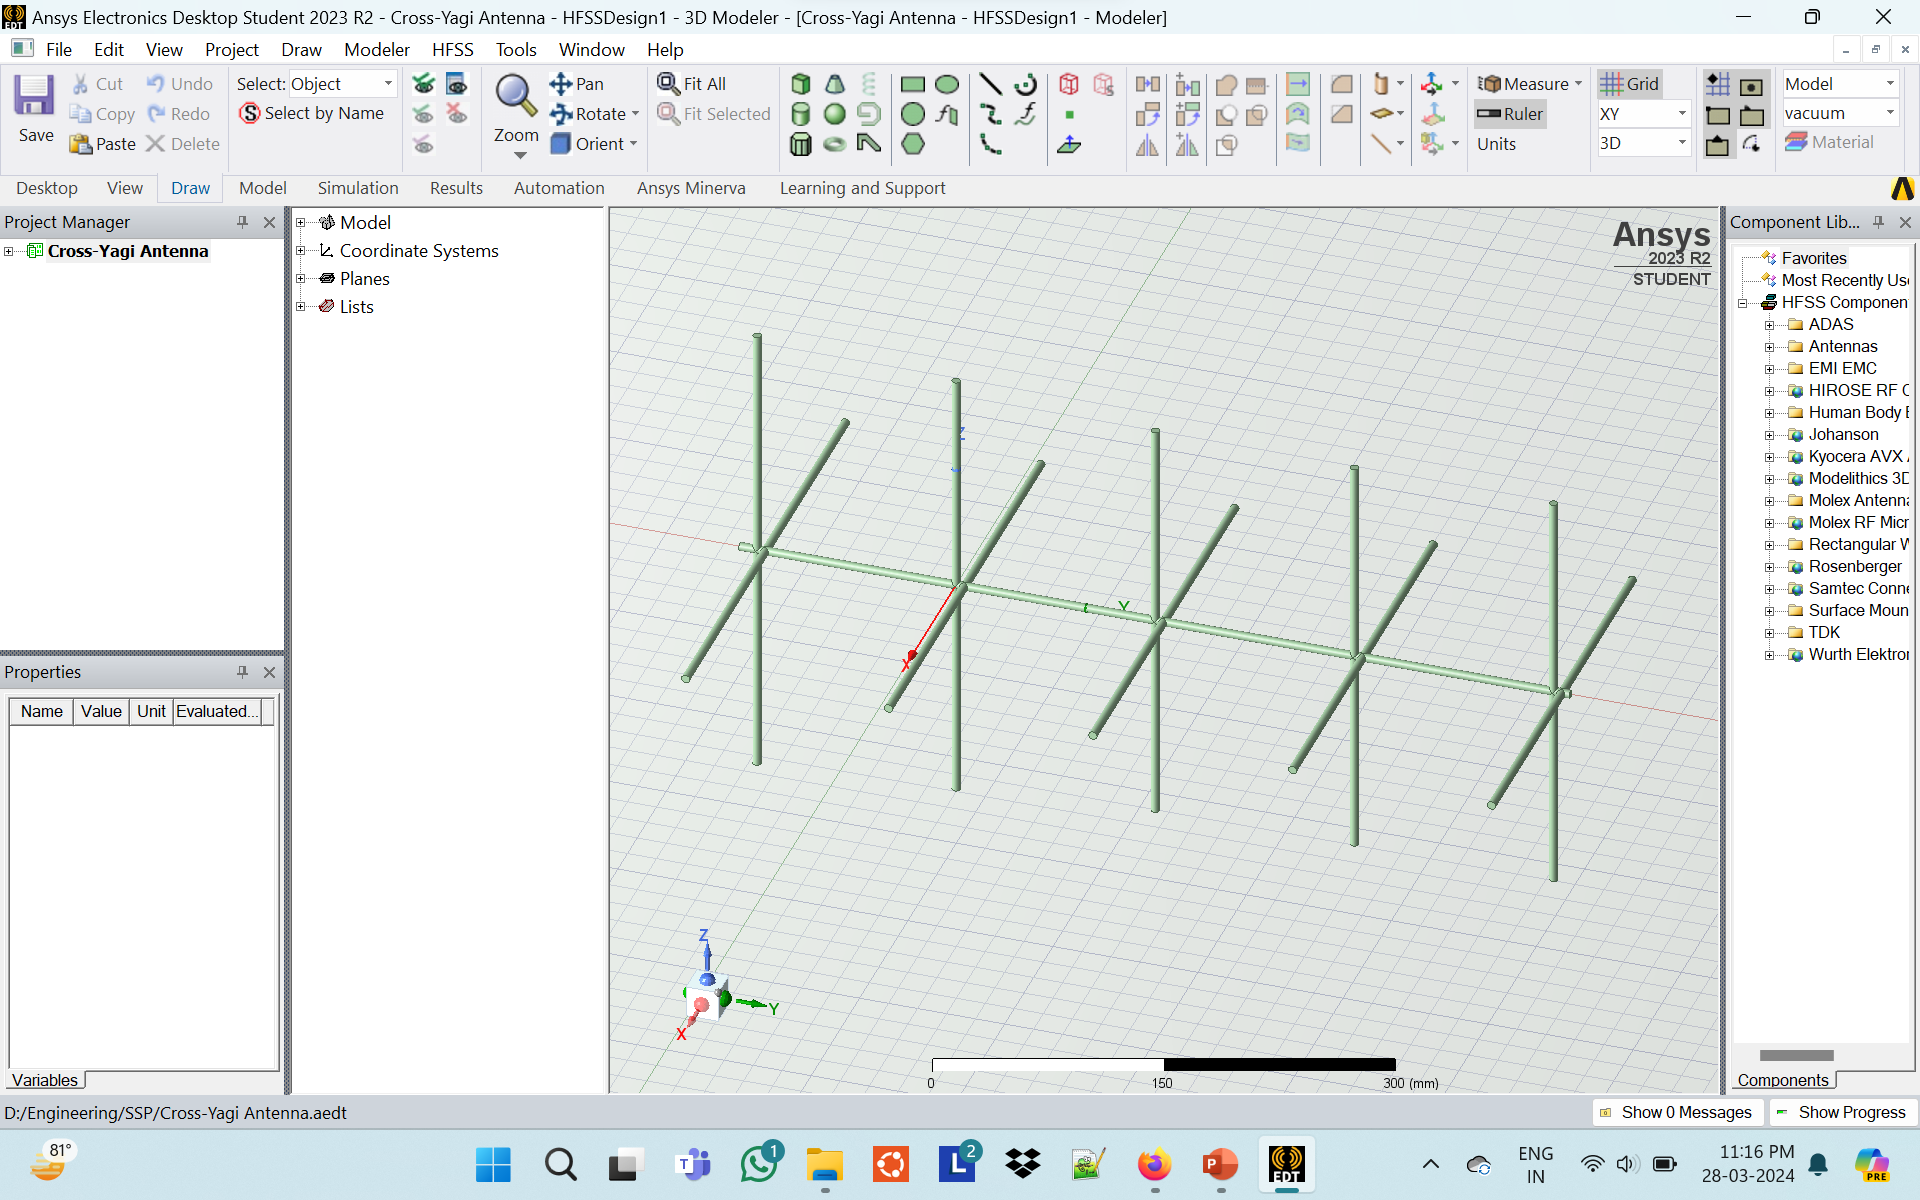 Ansys Electronics Desktop Student 2023 R2 - Cross-Yagi Antenna - HFSSDesign1 - 3D Modeler - [Cross-Yagi Antenna - HFSSDesign1 - Modeler]
File Edit View Project Draw Modeler HFSS Tools Window Help
Save
Cut Undo
Copy Redo
Paste Delete
Select: Object
Select by Name
Zoom
Pan
Rotate
Orient
Fit All
Fit Selected
Measure
Ruler
Units
Grid
XY
3D
Model
vacuum
Material
Desktop View Draw Model Simulation Results Automation Ansys Minerva Learning and Support
Project Manager
Cross-Yagi Antenna
Properties
Name Value Unit Evaluated...
Variables
Model
Coordinate Systems
Planes
Lists
Ansys
2023 R2
STUDENT
Z
Y
X
Z
Y
X
0 150 300 (mm)
Component Lib...
Favorites
Most Recently Us
HFSS Componen
ADAS
Antennas
EMI EMC
HIROSE RF C
Human Body
Johanson
Kyocera AVX
Modelithics 3D
Molex Antenna
Molex RF Micr
Rectangular W
Rosenberger
Samtec Conne
Surface Moun
TDK
Wurth Elektron
Components
D:/Engineering/SSP/Cross-Yagi Antenna.aedt
Show 0 Messages Show Progress
81°
1
2
EDT
ENG
IN
11:16 PM
28-03-2024
PRE